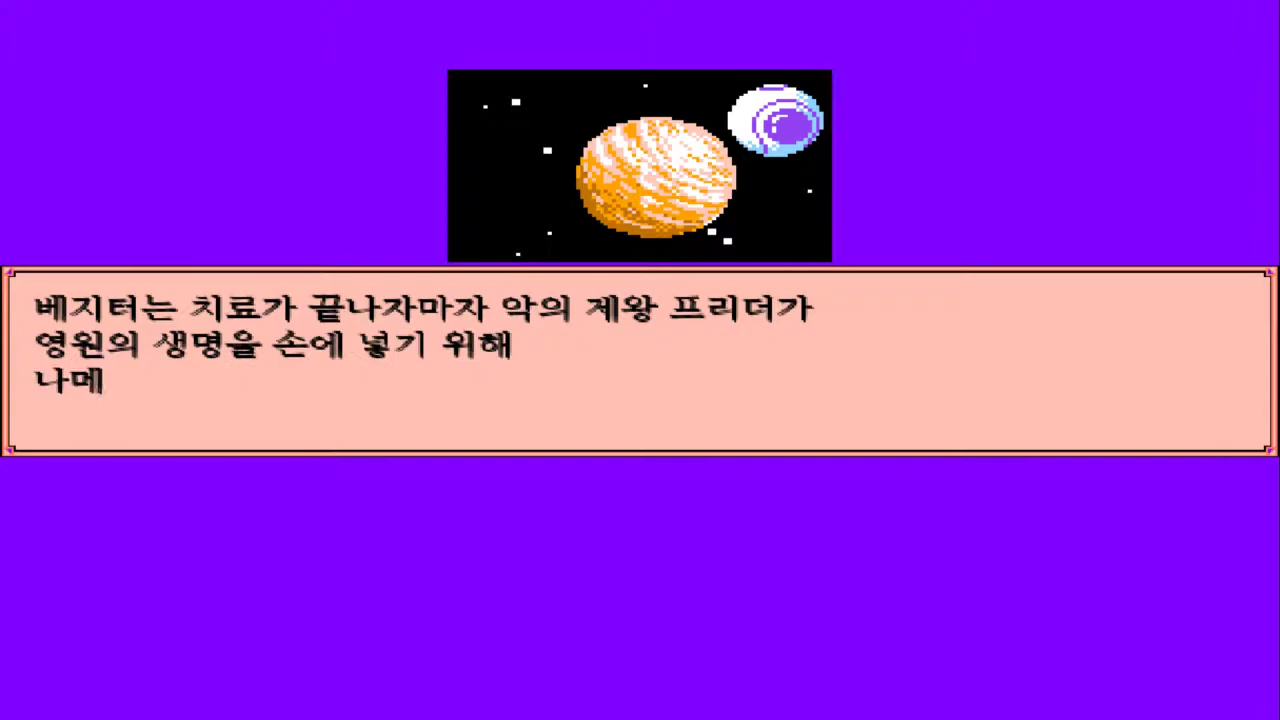 베지터는 치료가 끝나자마자 악의 제왕 프리더가
영원의 생명을 손에 넣기 위해
나메